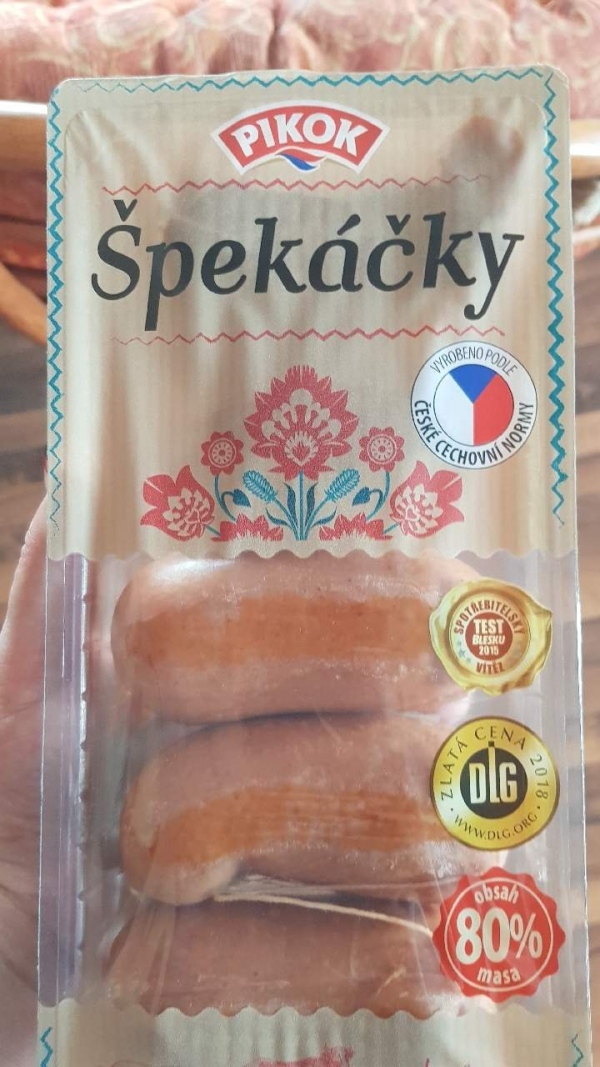 PIKOK
Špekáčky
VYROBENO PODLE
ČESKÉ CECHOVNÍ NORMY
SPOTŘEBITELSKÝ
TEST
BLESKU
2015
VÍTĚZ
ZLATÁ CENA 2018
DLG
WWW.DLG.ORG
obsah
80%
masa